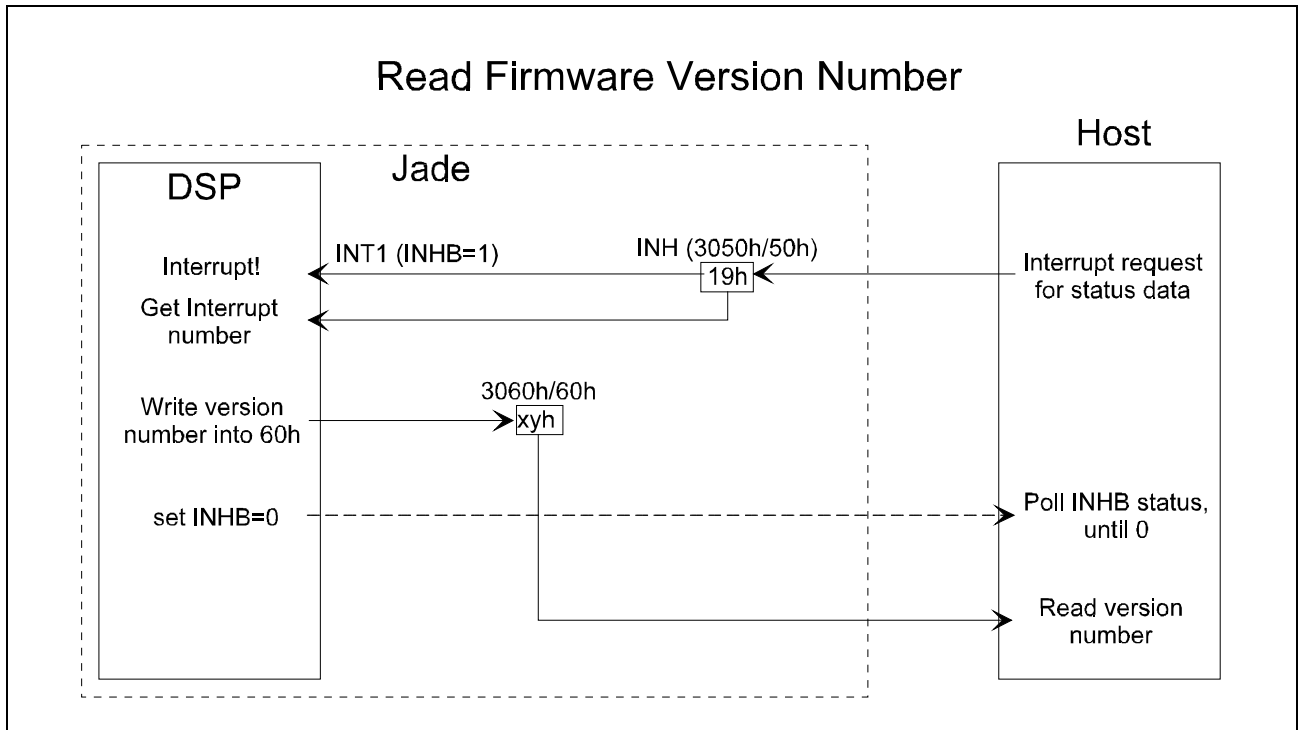 Read Firmware Version Number
Host
Jade
DSP
INT1 (INHB=1)
INH (3050h/50h)
Interrupt!
19h
Interrupt request
for status data
Get Interrupt
number
3060h/60h
Write version
number into 60h
xyh
set INHB=0
Poll INHB status,
until 0
Read version
number